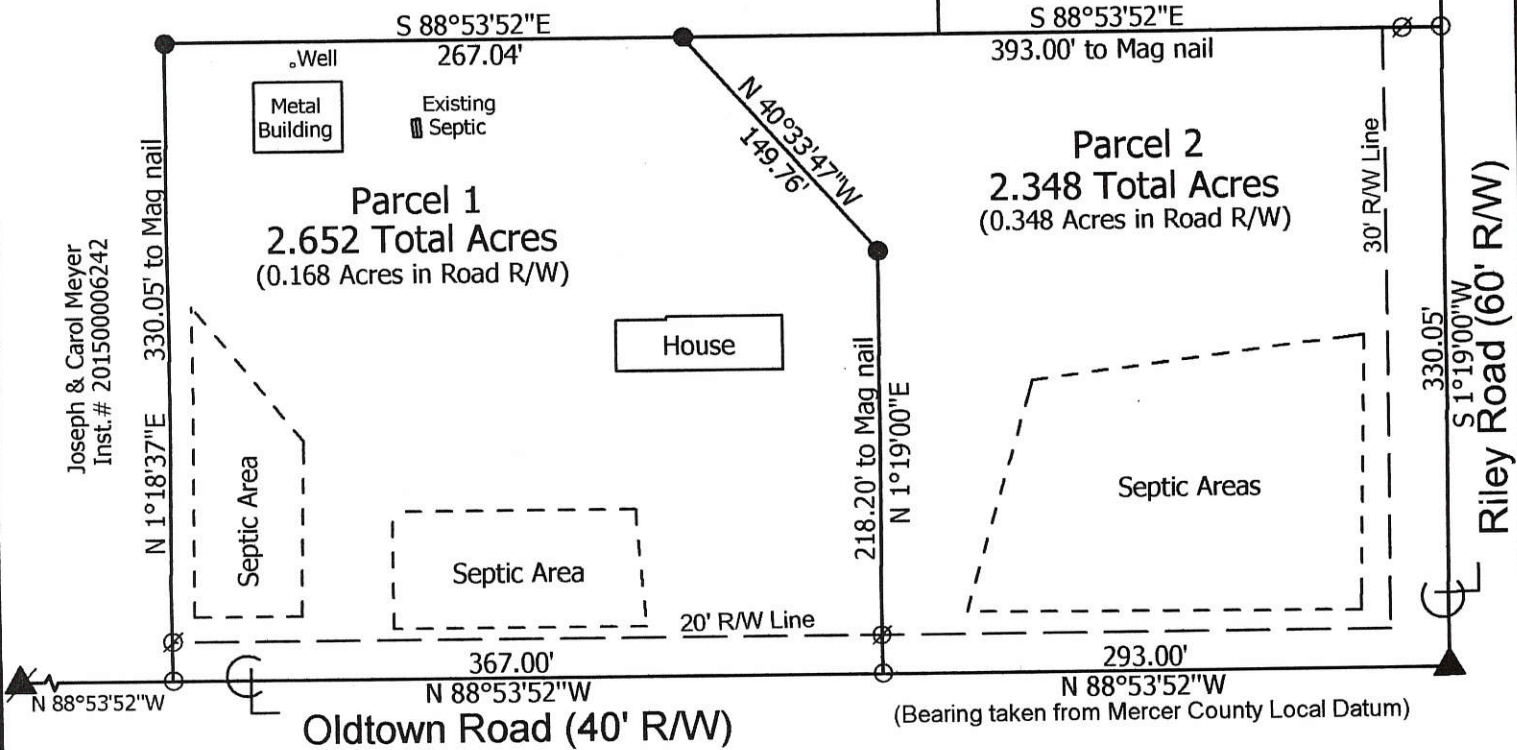 S 88°53'52"E
267.04'
S 88°53'52"E
393.00' to Mag nail
Well
Metal
Building
Existing
Septic
N 40°33'47"W
149.76'
Parcel 1
2.652 Total Acres
(0.168 Acres in Road R/W)
Parcel 2
2.348 Total Acres
(0.348 Acres in Road R/W)
30' R/W Line
Joseph & Carol Meyer
Inst.# 201500006242
N 1°18'37"E 330.05' to Mag nail
House
218.20' to Mag nail
N 1°19'00"E
330.05'
S 1°19'00"W
Riley Road (60' R/W)
Septic Area
Septic Area
Septic Areas
20' R/W Line
367.00'
293.00'
N 88°53'52"W
N 88°53'52"W
N 88°53'52"W
CL
CL
Oldtown Road (40' R/W)
(Bearing taken from Mercer County Local Datum)